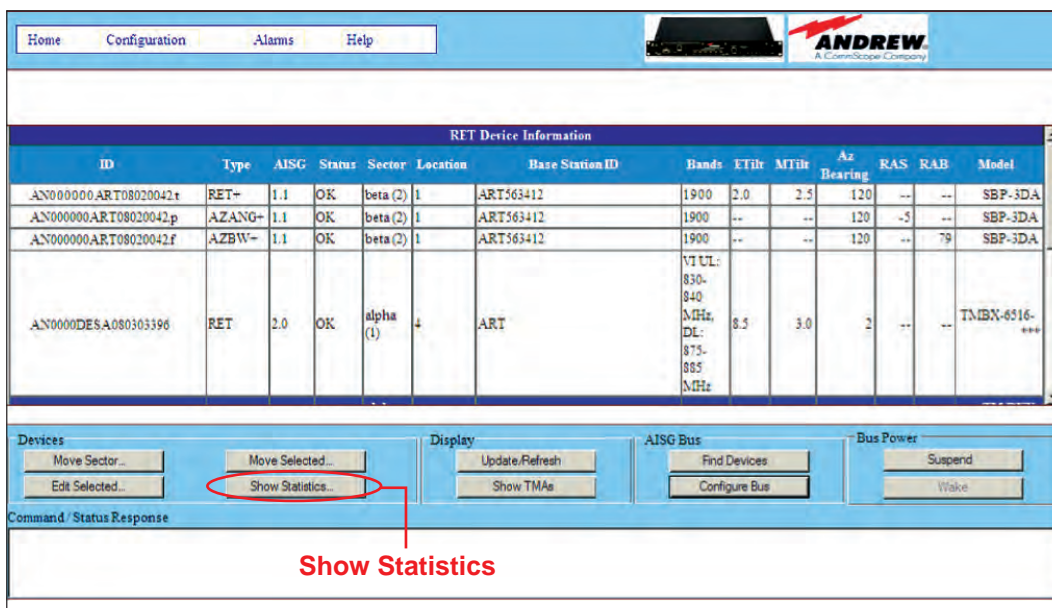 Home Configuration Alarms Help
ANDREW.
A CommScope Company
RET Device Information
ID Type AISG Status Sector Location Base Station ID Bands ETilt MTilt Az Bearing RAS RAB Model
AN000000ART08020042.t RET+ 1.1 OK beta (2) 1 ART563412 1900 2.0 2.5 120 -- -- SBP-3DA
AN000000ART08020042.p AZANG+ 1.1 OK beta (2) 1 ART563412 1900 -- -- 120 -5 -- SBP-3DA
AN000000ART08020042.f AZBW+ 1.1 OK beta (2) 1 ART563412 1900 -- -- 120 -- 79 SBP-3DA
AN0000DESA080303396 RET 2.0 OK alpha (1) 4 ART VI UL: 830-840 MHz, DL: 875-885 MHz 8.5 3.0 2 -- -- TMBX-6516-+++
Devices Display AISG Bus Bus Power
Move Sector... Move Selected... Update/Refresh Find Devices Suspend
Edit Selected... Show Statistics... Show TMAs Configure Bus Wake
Command / Status Response
Show Statistics